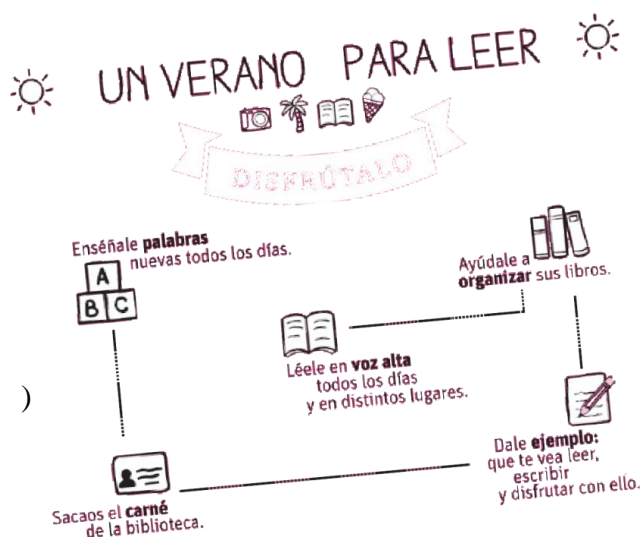 UN VERANO PARA LEER
DISFRÚTALO
Enséñale palabras
nuevas todos los días.
A
B C
Ayúdale a
organizar sus libros.
Léele en voz alta
todos los días
y en distintos lugares.
)
Dale ejemplo:
que te vea leer,
escribir
y disfrutar con ello.
Sacaos el carné
de la biblioteca.